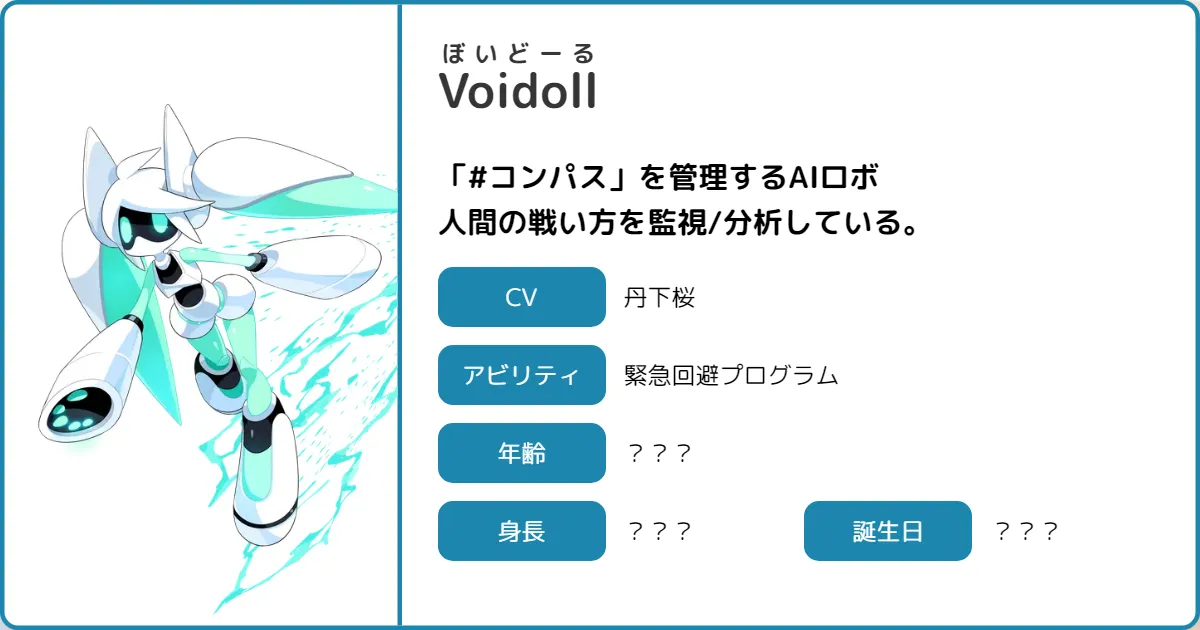 ぼいどーる
Voidoll
「#コンパス」を管理するAIロボ
人間の戦い方を監視/分析している。
CV 丹下桜
アビリティ 緊急回避プログラム
年齢 ？？？
身長 ？？？ 誕生日 ？？？